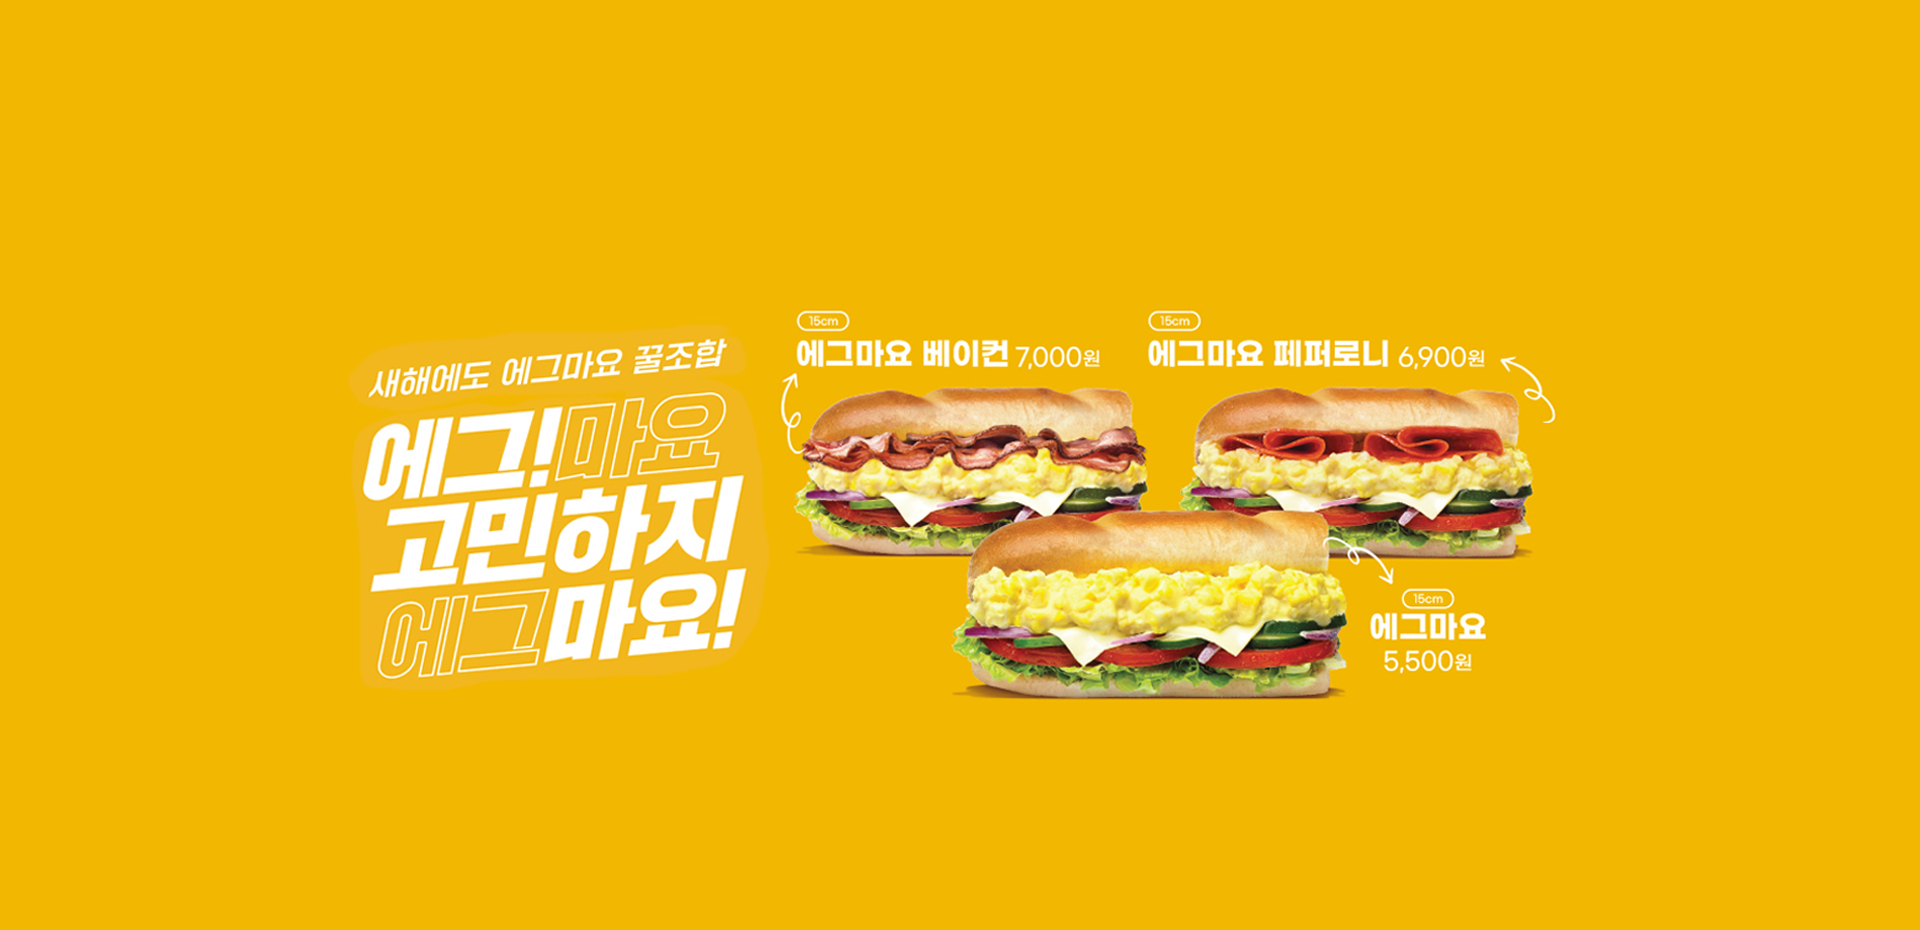 새해에도 에그마요 꿀조합
에그!마요
고민하지
에그마요!
15cm
에그마요 베이컨 7,000원
15cm
에그마요 페퍼로니 6,900원
15cm
에그마요
5,500원